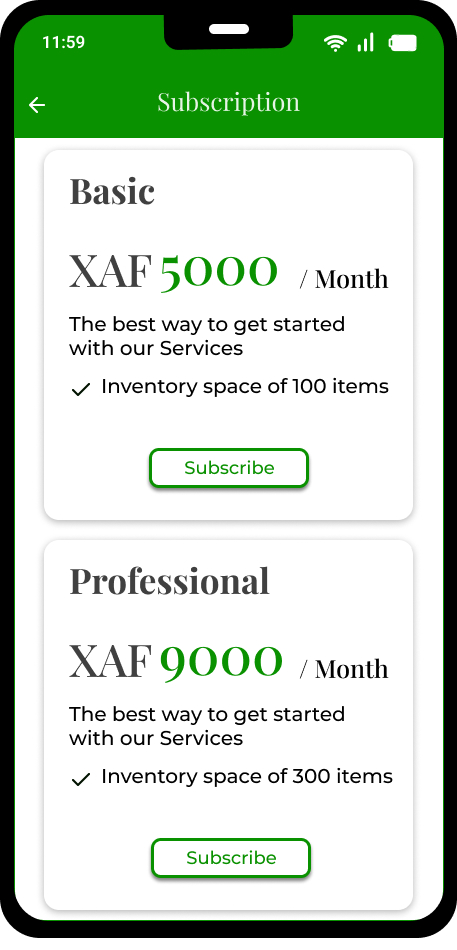 11:59
Subscription
Basic
XAF 5000 / Month
The best way to get started
with our Services
Inventory space of 100 items
Subscribe
Professional
XAF 9000 / Month
The best way to get started
with our Services
Inventory space of 300 items
Subscribe